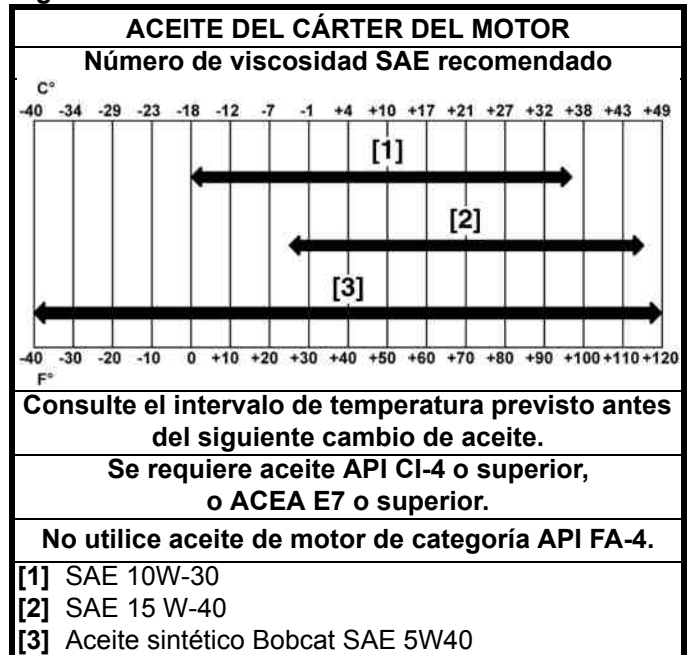 ACEITE DEL CÁRTER DEL MOTOR
Número de viscosidad SAE recomendado
C°
-40 -34 -29 -23 -18 -12 -7 -1 +4 +10 +17 +21 +27 +32 +38 +43 +49
[1]
[2]
[3]
-40 -30 -20 -10 0 +10 +20 +30 +40 +50 +60 +70 +80 +90 +100 +110 +120
F°
Consulte el intervalo de temperatura previsto antes
del siguiente cambio de aceite.
Se requiere aceite API CI-4 o superior,
o ACEA E7 o superior.
No utilice aceite de motor de categoría API FA-4.
[1] SAE 10W-30
[2] SAE 15 W-40
[3] Aceite sintético Bobcat SAE 5W40